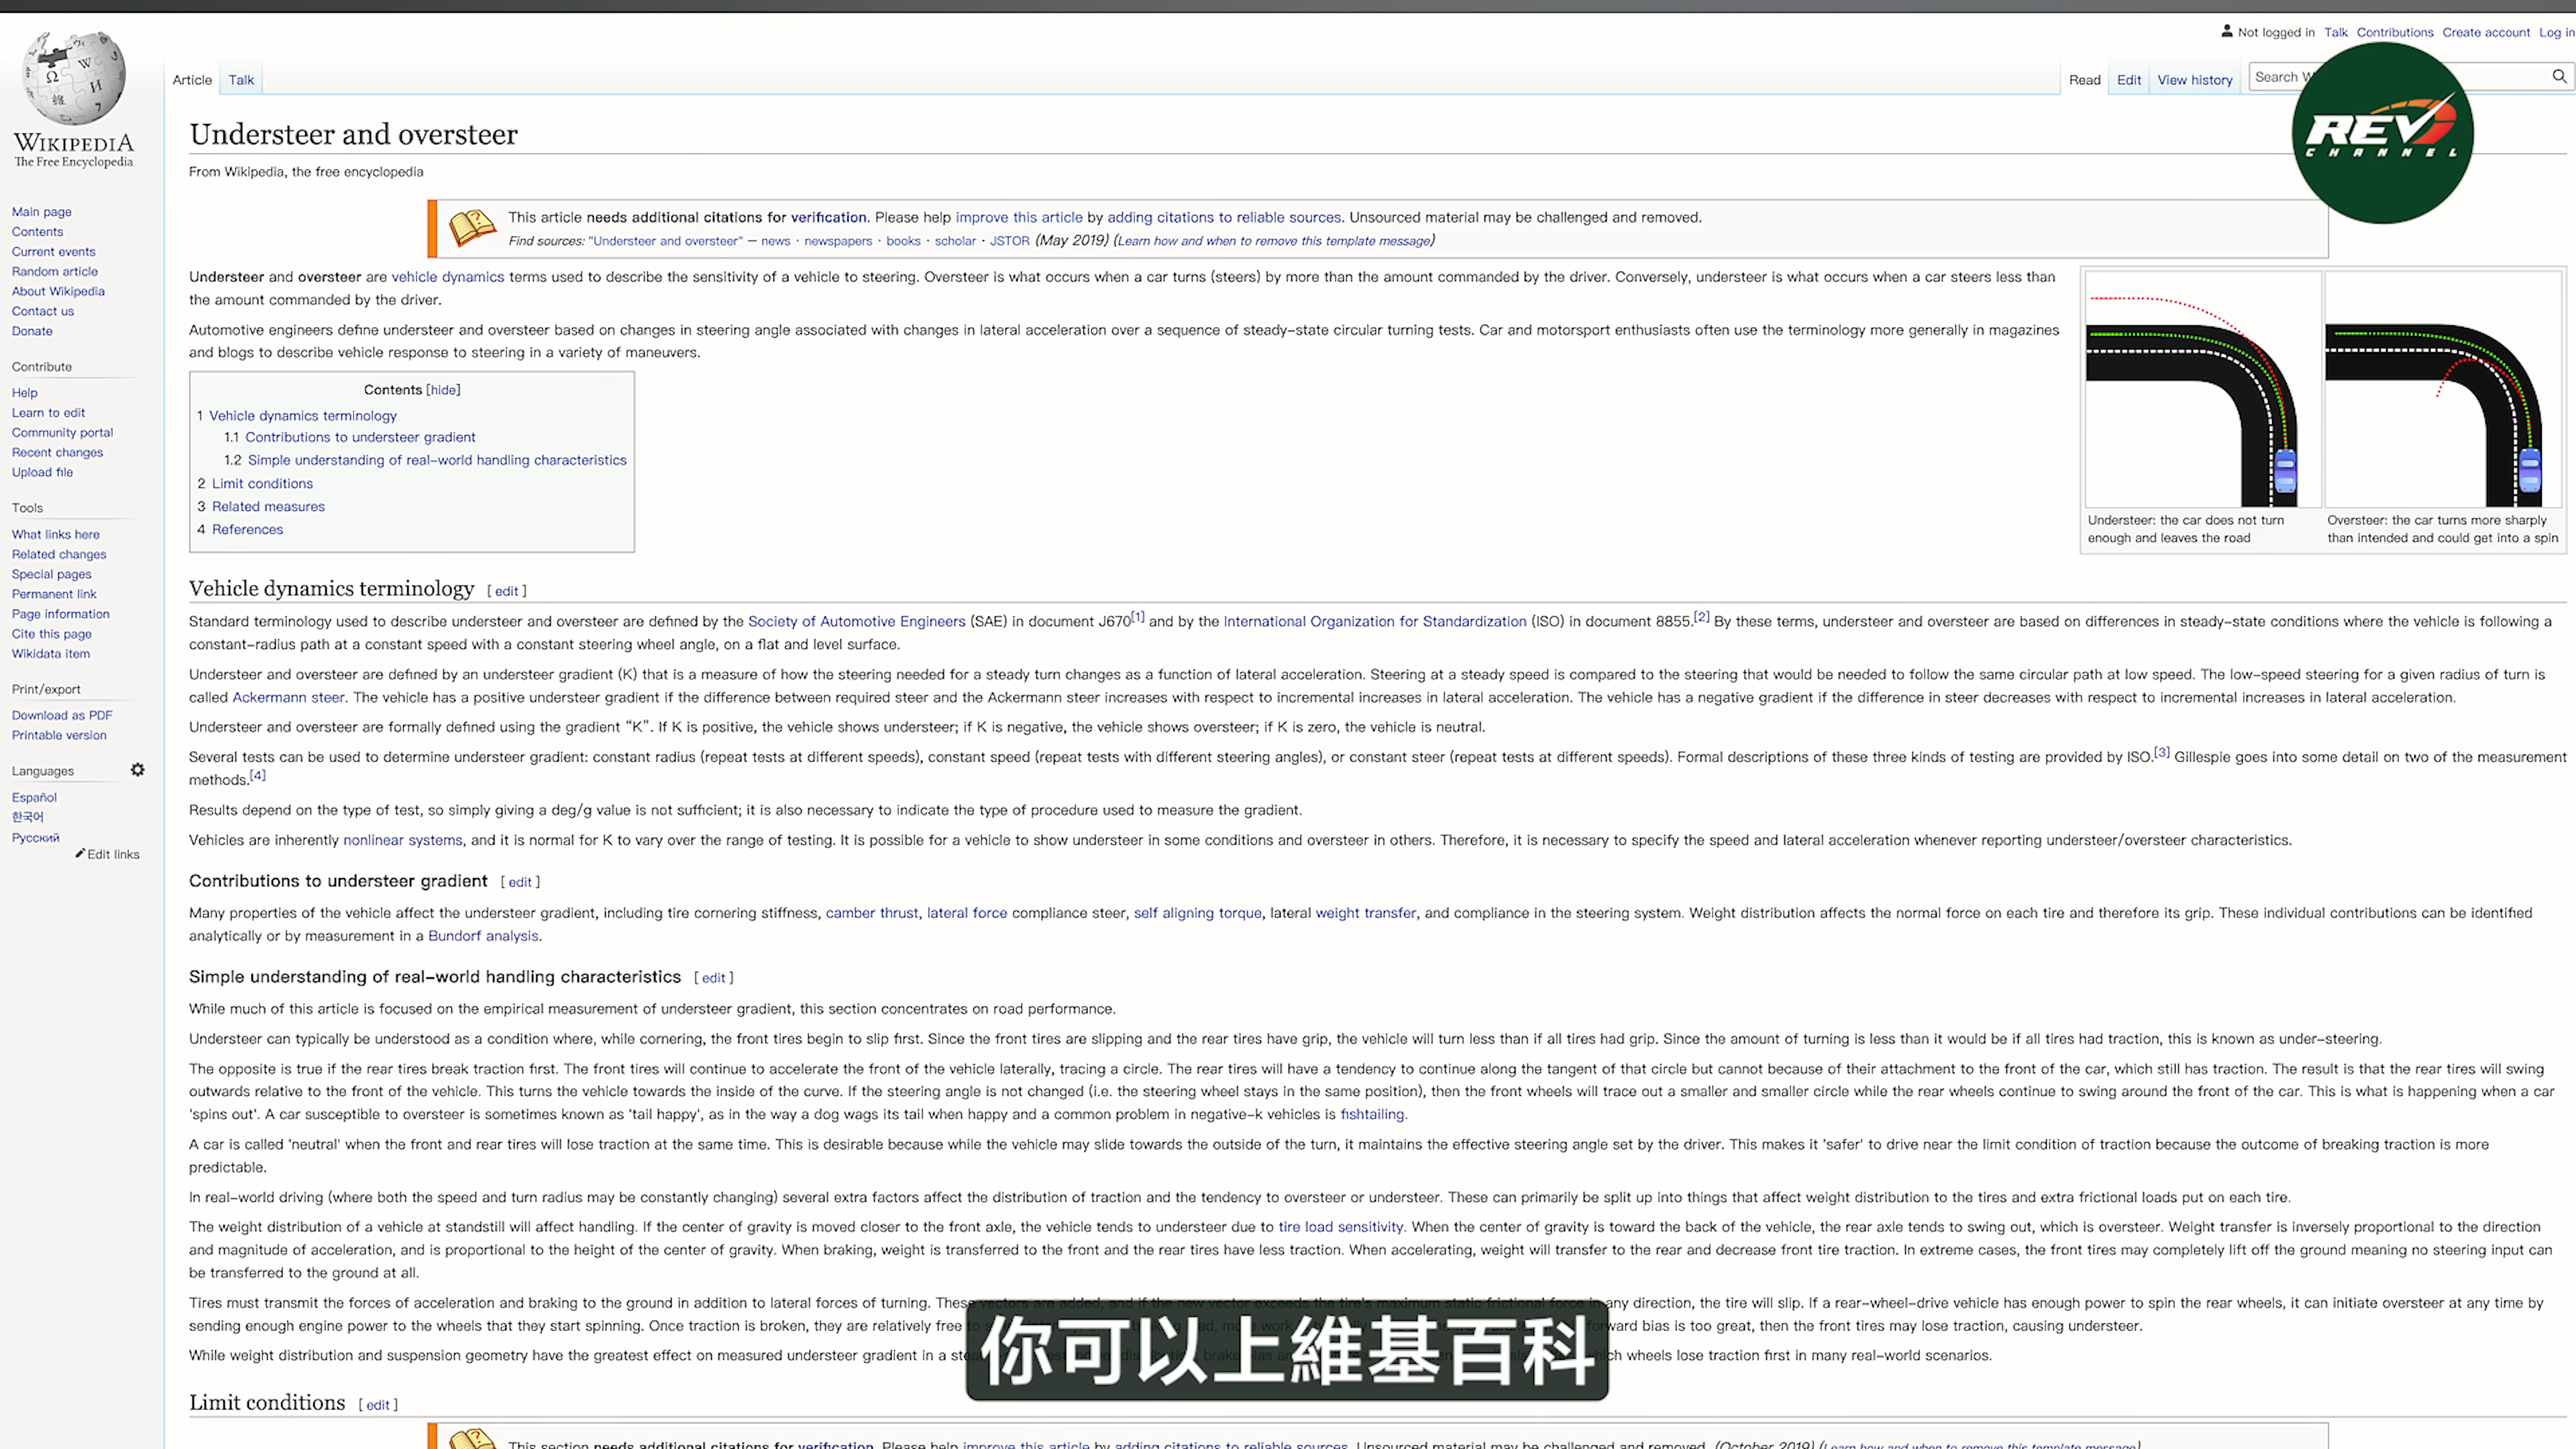 Not logged in Talk Contributions Create account Log in
Article Talk
Read Edit View history Search W
REV
CHANNEL
WIKIPEDIA
The Free Encyclopedia
Main page
Contents
Current events
Random article
About Wikipedia
Contact us
Donate
Contribute
Help
Learn to edit
Community portal
Recent changes
Upload file
Tools
What links here
Related changes
Special pages
Permanent link
Page information
Cite this page
Wikidata item
Print/export
Download as PDF
Printable version
Languages
Español
한국어
Русский
Edit links
Understeer and oversteer
From Wikipedia, the free encyclopedia
This article needs additional citations for verification. Please help improve this article by adding citations to reliable sources. Unsourced material may be challenged and removed.
Find sources: "Understeer and oversteer" – news · newspapers · books · scholar · JSTOR (May 2019) (Learn how and when to remove this template message)
Understeer and oversteer are vehicle dynamics terms used to describe the sensitivity of a vehicle to steering. Oversteer is what occurs when a car turns (steers) by more than the amount commanded by the driver. Conversely, understeer is what occurs when a car steers less than
the amount commanded by the driver.
Automotive engineers define understeer and oversteer based on changes in steering angle associated with changes in lateral acceleration over a sequence of steady-state circular turning tests. Car and motorsport enthusiasts often use the terminology more generally in magazines
and blogs to describe vehicle response to steering in a variety of maneuvers.
Contents [hide]
1 Vehicle dynamics terminology
1.1 Contributions to understeer gradient
1.2 Simple understanding of real-world handling characteristics
2 Limit conditions
3 Related measures
4 References
Understeer: the car does not turn
enough and leaves the road
Oversteer: the car turns more sharply
than intended and could get into a spin
Vehicle dynamics terminology [ edit ]
Standard terminology used to describe understeer and oversteer are defined by the Society of Automotive Engineers (SAE) in document J670[1] and by the International Organization for Standardization (ISO) in document 8855.[2] By these terms, understeer and oversteer are based on differences in steady-state conditions where the vehicle is following a
constant-radius path at a constant speed with a constant steering wheel angle, on a flat and level surface.
Understeer and oversteer are defined by an understeer gradient (K) that is a measure of how the steering needed for a steady turn changes as a function of lateral acceleration. Steering at a steady speed is compared to the steering that would be needed to follow the same circular path at low speed. The low-speed steering for a given radius of turn is
called Ackermann steer. The vehicle has a positive understeer gradient if the difference between required steer and the Ackermann steer increases with respect to incremental increases in lateral acceleration. The vehicle has a negative gradient if the difference in steer decreases with respect to incremental increases in lateral acceleration.
Understeer and oversteer are formally defined using the gradient “K”. If K is positive, the vehicle shows understeer; if K is negative, the vehicle shows oversteer; if K is zero, the vehicle is neutral.
Several tests can be used to determine understeer gradient: constant radius (repeat tests at different speeds), constant speed (repeat tests with different steering angles), or constant steer (repeat tests at different speeds). Formal descriptions of these three kinds of testing are provided by ISO.[3] Gillespie goes into some detail on two of the measurement
methods.[4]
Results depend on the type of test, so simply giving a deg/g value is not sufficient; it is also necessary to indicate the type of procedure used to measure the gradient.
Vehicles are inherently nonlinear systems, and it is normal for K to vary over the range of testing. It is possible for a vehicle to show understeer in some conditions and oversteer in others. Therefore, it is necessary to specify the speed and lateral acceleration whenever reporting understeer/oversteer characteristics.
Contributions to understeer gradient [ edit ]
Many properties of the vehicle affect the understeer gradient, including tire cornering stiffness, camber thrust, lateral force compliance steer, self aligning torque, lateral weight transfer, and compliance in the steering system. Weight distribution affects the normal force on each tire and therefore its grip. These individual contributions can be identified
analytically or by measurement in a Bundorf analysis.
Simple understanding of real-world handling characteristics [ edit ]
While much of this article is focused on the empirical measurement of understeer gradient, this section concentrates on road performance.
Understeer can typically be understood as a condition where, while cornering, the front tires begin to slip first. Since the front tires are slipping and the rear tires have grip, the vehicle will turn less than if all tires had grip. Since the amount of turning is less than it would be if all tires had traction, this is known as under-steering.
The opposite is true if the rear tires break traction first. The front tires will continue to accelerate the front of the vehicle laterally, tracing a circle. The rear tires will have a tendency to continue along the tangent of that circle but cannot because of their attachment to the front of the car, which still has traction. The result is that the rear tires will swing
outwards relative to the front of the vehicle. This turns the vehicle towards the inside of the curve. If the steering angle is not changed (i.e. the steering wheel stays in the same position), then the front wheels will trace out a smaller and smaller circle while the rear wheels continue to swing around the front of the car. This is what is happening when a car
'spins out'. A car susceptible to oversteer is sometimes known as 'tail happy', as in the way a dog wags its tail when happy and a common problem in negative-k vehicles is fishtailing.
A car is called 'neutral' when the front and rear tires will lose traction at the same time. This is desirable because while the vehicle may slide towards the outside of the turn, it maintains the effective steering angle set by the driver. This makes it 'safer' to drive near the limit condition of traction because the outcome of breaking traction is more
predictable.
In real-world driving (where both the speed and turn radius may be constantly changing) several extra factors affect the distribution of traction and the tendency to oversteer or understeer. These can primarily be split up into things that affect weight distribution to the tires and extra frictional loads put on each tire.
The weight distribution of a vehicle at standstill will affect handling. If the center of gravity is moved closer to the front axle, the vehicle tends to understeer due to tire load sensitivity. When the center of gravity is toward the back of the vehicle, the rear axle tends to swing out, which is oversteer. Weight transfer is inversely proportional to the direction
and magnitude of acceleration, and is proportional to the height of the center of gravity. When braking, weight is transferred to the front and the rear tires have less traction. When accelerating, weight will transfer to the rear and decrease front tire traction. In extreme cases, the front tires may completely lift off the ground meaning no steering input can
be transferred to the ground at all.
Tires must transmit the forces of acceleration and braking to the ground in addition to lateral forces of turning. These vectors are added, and if the new vector exceeds the tire's maximum static frictional force in any direction, the tire will slip. If a rear-wheel-drive vehicle has enough power to spin the rear wheels, it can initiate oversteer at any time by
sending enough engine power to the wheels that they start spinning. Once traction is broken, they are relatively free ward bias is too great, then the front tires may lose traction, causing understeer.
While weight distribution and suspension geometry have the greatest effect on measured understeer gradient in a wheels lose traction first in many real-world scenarios.
你可以上維基百科
Limit conditions [ edit ]
This section needs additional citations for verification. Please help improve this article by adding citations to reliable sources. Unsourced material may be challenged and removed. (October 2019) (Learn how and when to remove this template message)